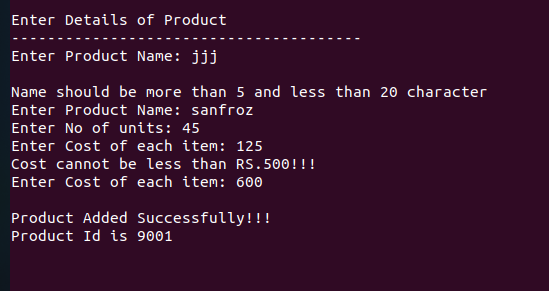 Enter Details of Product
----------------------------------------
Enter Product Name: jjj
Name should be more than 5 and less than 20 character
Enter Product Name: sanfroz
Enter No of units: 45
Enter Cost of each item: 125
Cost cannot be less than RS.500!!!
Enter Cost of each item: 600
Product Added Successfully!!!
Product Id is 9001